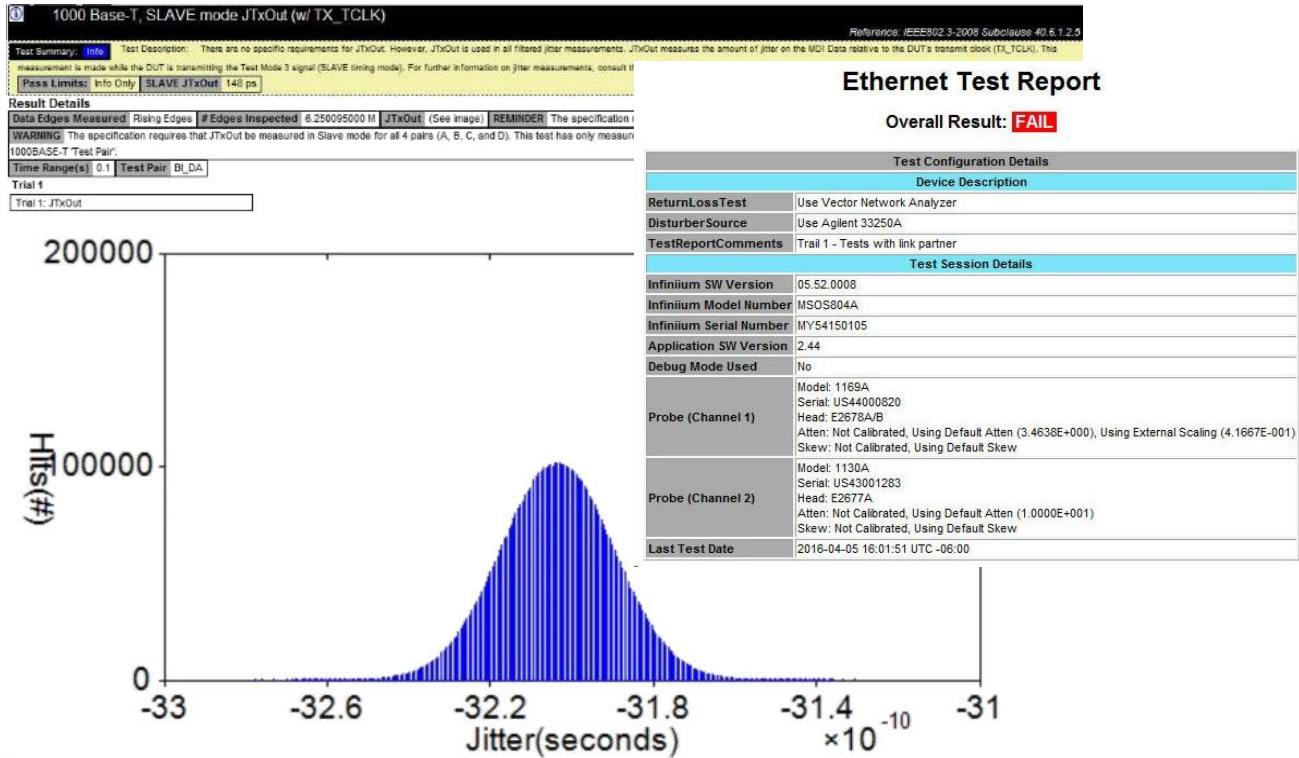 1000 Base-T, SLAVE mode JTxOut (w/ TX_TCLK)
Reference: IEEE802.3-2008 Subclause 40.6.1.2.5
Test Summary: Info Test Description: There are no specific requirements for JTxOut. However, JTxOut is used in all filtered jitter measurements. JTxOut measures the amount of jitter on the MDI Data relative to the DUT's transmit clock (TX_TCLK). This
measurement is made while the DUT is transmitting the Test Mode 3 signal (SLAVE timing mode). For further information on jitter measurements, consult
Pass Limits: Info Only SLAVE JTxOut 148 ps
Result Details
Data Edges Measured Rising Edges # Edges Inspected 6.250095000 M JTxOut (See image) REMINDER The specification
WARNING The specification requires that JTxOut be measured in Slave mode for all 4 pairs (A, B, C, and D). This test has only
1000BASE-T 'Test Pair'.
Time Range(s) 0.1 Test Pair BI_DA
Trial 1
Trial 1: JTxOut
200000
100000
0
Hits(#)
-33 -32.6 -32.2 -31.8 -31.4 -31
×10 -10
Jitter(seconds)
Ethernet Test Report
Overall Result: FAIL
Test Configuration Details
Device Description
ReturnLossTest Use Vector Network Analyzer
DisturberSource Use Agilent 33250A
TestReportComments Trail 1 - Tests with link partner
Test Session Details
Infiniium SW Version 05.52.0008
Infiniium Model Number MSOS804A
Infiniium Serial Number MY54150105
Application SW Version 2.44
Debug Mode Used No
Probe (Channel 1) Model: 1169A
Serial: US44000820
Head: E2678A/B
Atten: Not Calibrated, Using Default Atten (3.4638E+000), Using External Scaling (4.1667E-001)
Skew: Not Calibrated, Using Default Skew
Probe (Channel 2) Model: 1130A
Serial: US43001283
Head: E2677A
Atten: Not Calibrated, Using Default Atten (1.0000E+001)
Skew: Not Calibrated, Using Default Skew
Last Test Date 2016-04-05 16:01:51 UTC -06:00